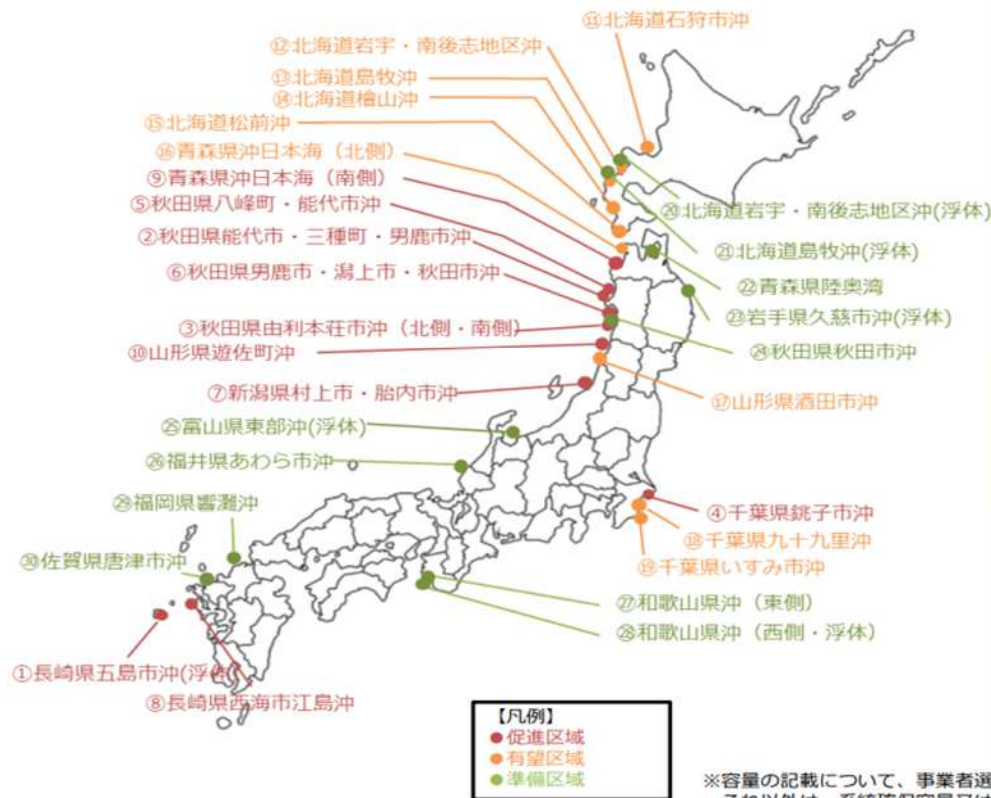 ⑪北海道石狩市沖
⑫北海道岩宇・南後志地区沖
⑬北海道島牧沖
⑭北海道檜山沖
⑮北海道松前沖
⑯青森県沖日本海(北側)
⑨青森県沖日本海(南側)
⑤秋田県八峰町・能代市沖
②秋田県能代市・三種町・男鹿市沖
⑥秋田県男鹿市・潟上市・秋田市沖
③秋田県由利本荘市沖(北側・南側)
⑩山形県遊佐町沖
⑦新潟県村上市・胎内市沖
㉕富山県東部沖(浮体)
㉖福井県あわら市沖
㉙福岡県響灘沖
㉚佐賀県唐津市沖
①長崎県五島市沖(浮体)
⑧長崎県西海市江島沖
⑳北海道岩宇・南後志地区沖(浮体)
㉑北海道島牧沖(浮体)
㉒青森県陸奥湾
㉓岩手県久慈市沖(浮体)
㉔秋田県秋田市沖
⑰山形県酒田市沖
④千葉県銚子市沖
⑱千葉県九十九里沖
⑲千葉県いすみ市沖
㉗和歌山県沖(東側)
㉘和歌山県沖(西側・浮体)
【凡例】
促進区域
有望区域
準備区域
※容量の記載について、事業者選